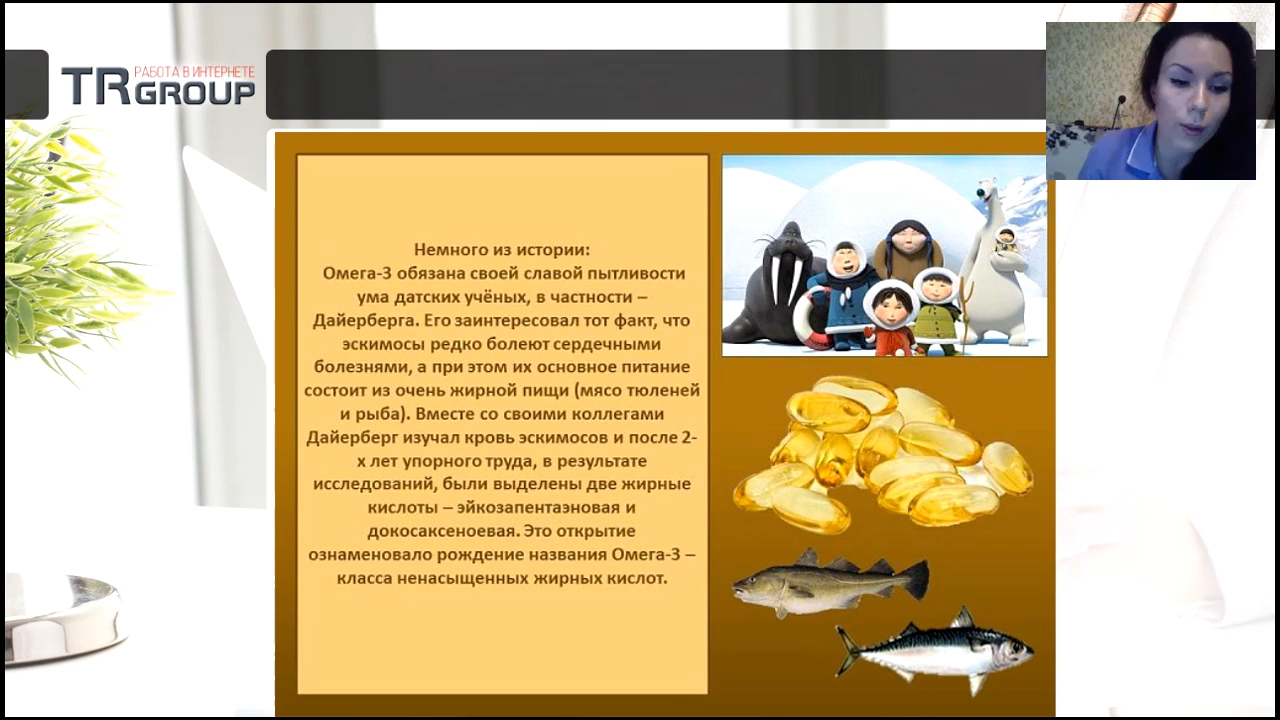 РАБОТА В ИНТЕРНЕТЕ
TRGROUP
Немного из истории:
Омега-3 обязана своей славой пытливости
ума датских учёных, в частности –
Дайерберга. Его заинтересовал тот факт, что
эскимосы редко болеют сердечными
болезнями, а при этом их основное питание
состоит из очень жирной пищи (мясо тюленей
и рыба). Вместе со своими коллегами
Дайерберг изучал кровь эскимосов и после 2-
х лет упорного труда, в результате
исследований, были выделены две жирные
кислоты – эйкозапентаэновая и
докосаксеноевая. Это открытие
ознаменовало рождение названия Омега-3 –
класса ненасыщенных жирных кислот.